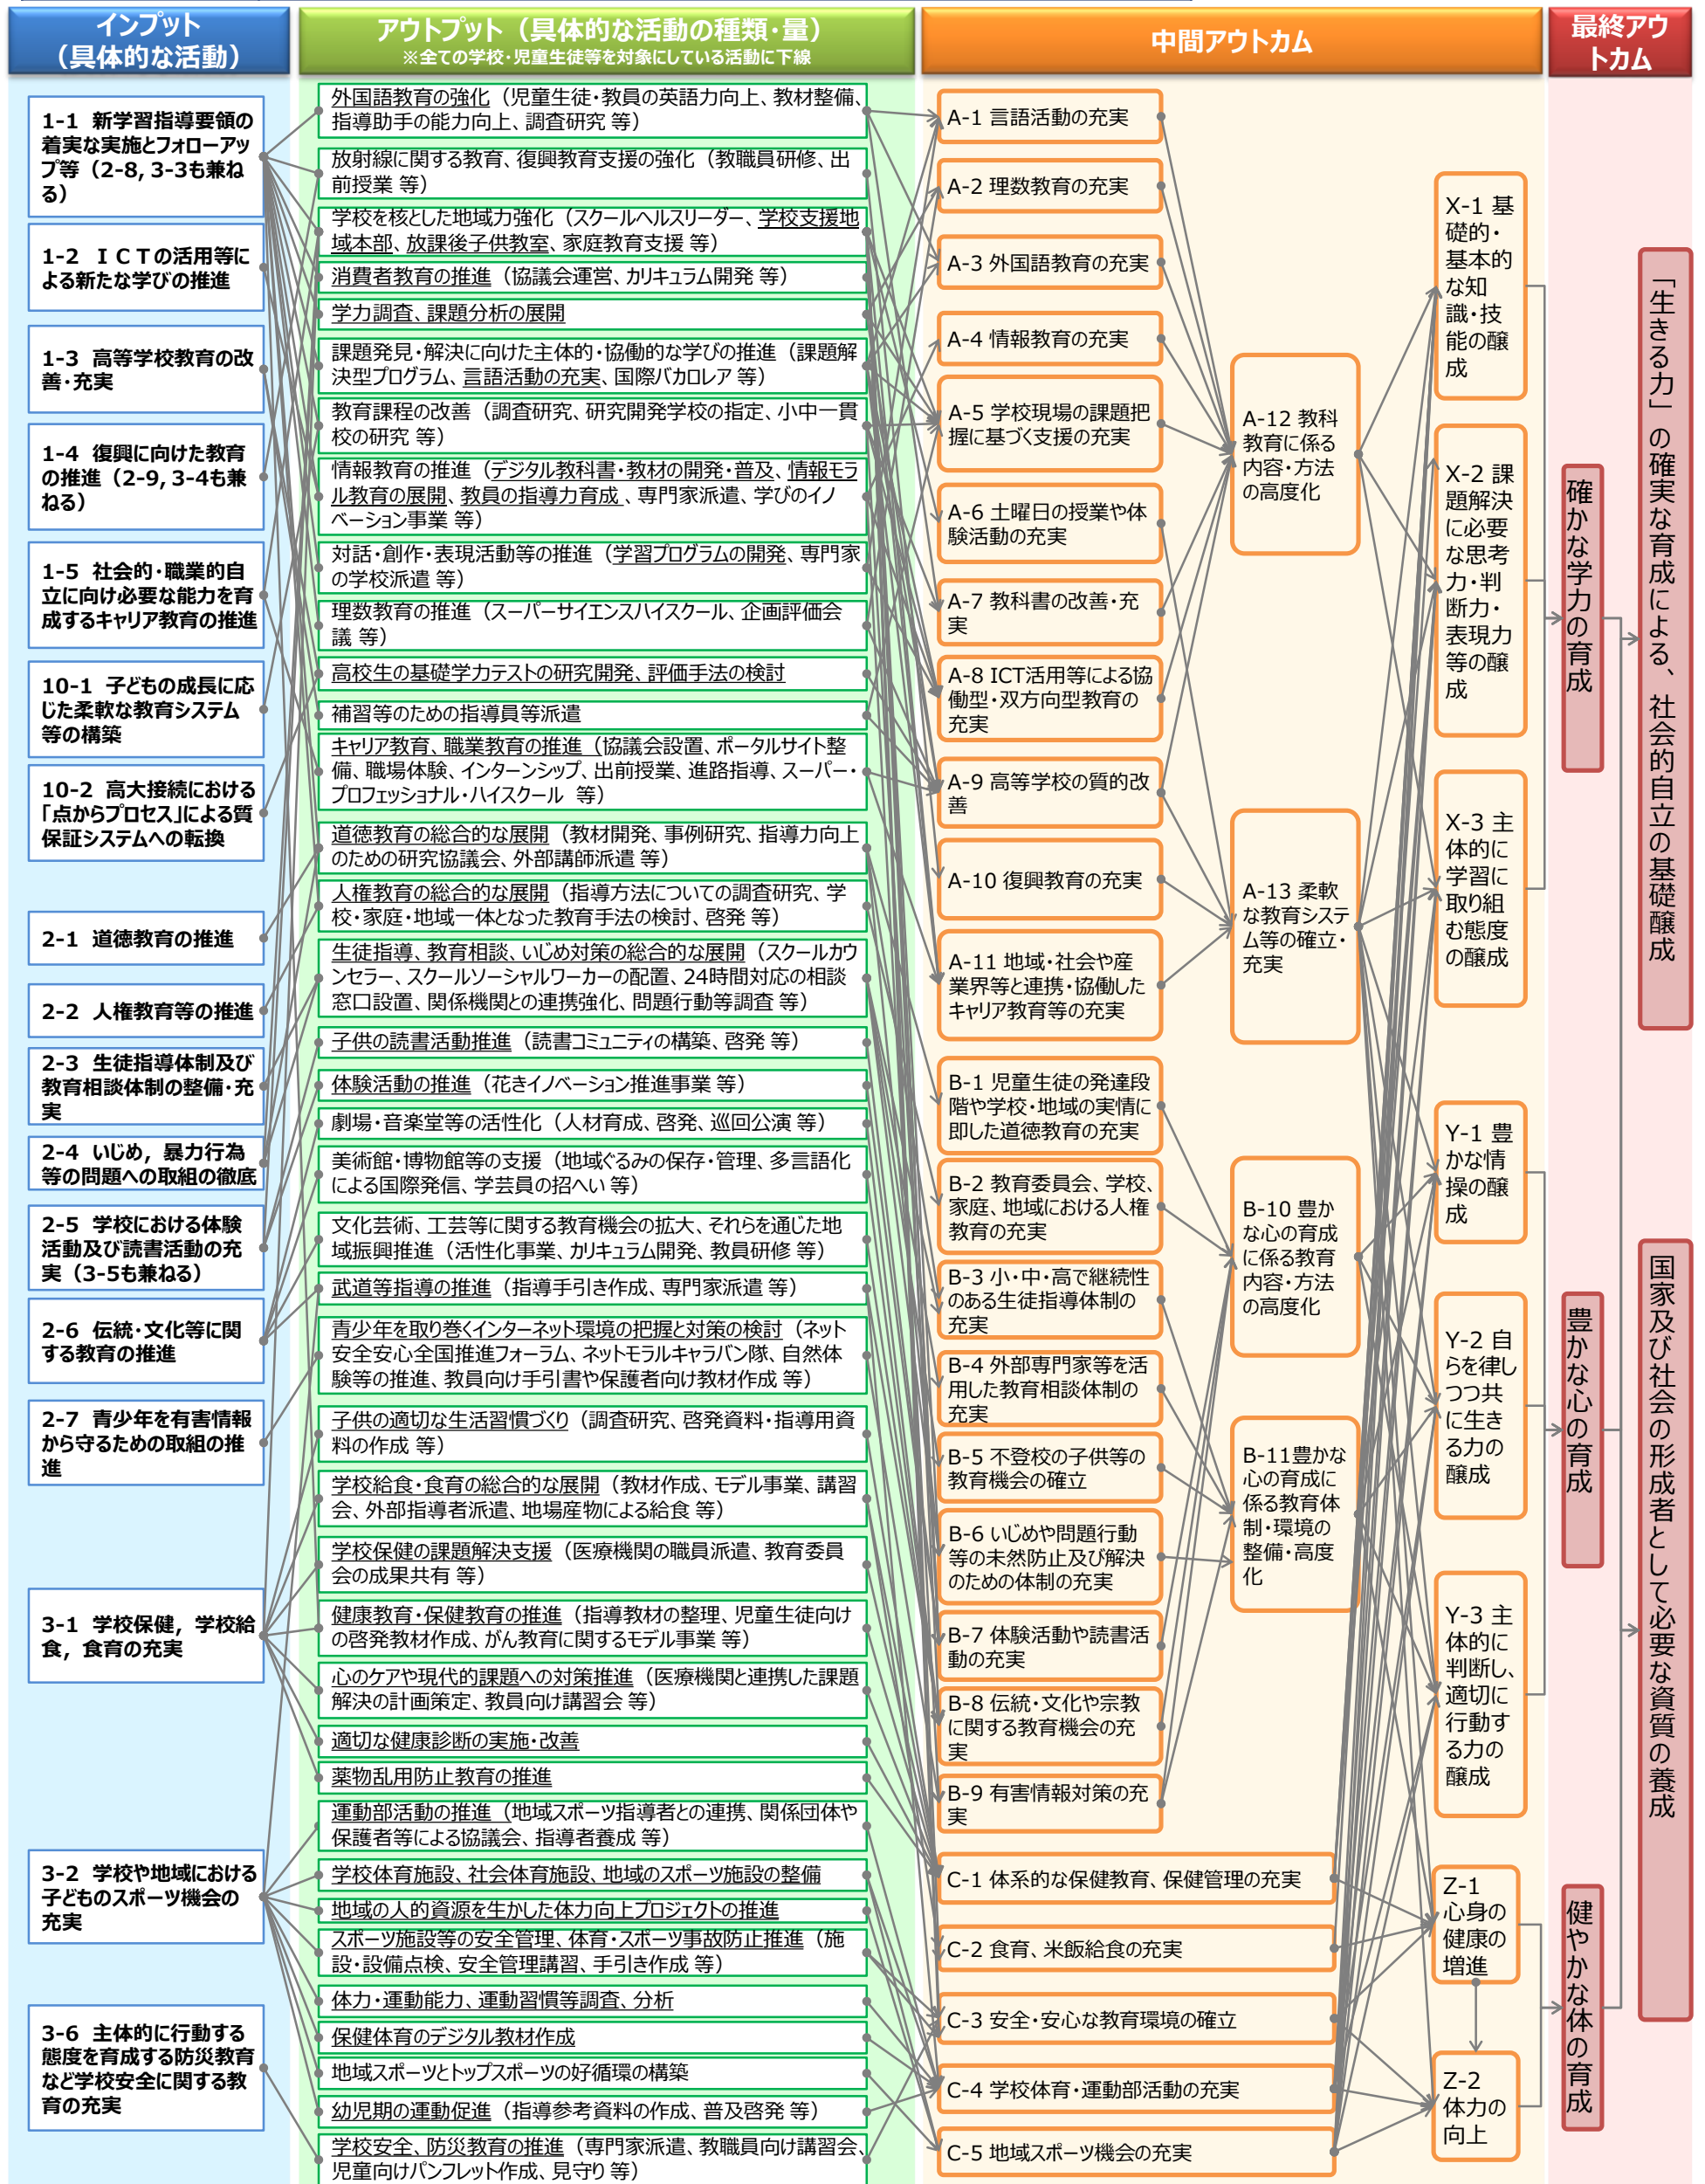 インプット
（具体的な活動）
1-1 新学習指導要領の
着実な実施とフォローアッ
プ等（2-8, 3-3も兼ね
る）
1-2 ＩＣＴの活用等に
よる新たな学びの推進
1-3 高等学校教育の改
善・充実
1-4 復興に向けた教育
の推進（2-9, 3-4も兼
ねる）
1-5 社会的・職業的自
立に向け必要な能力を育
成するキャリア教育の推進
10-1 子どもの成長に応
じた柔軟な教育システム
等の構築
10-2 高大接続における
「点からプロセス」による質
保証システムへの転換
2-1 道徳教育の推進
2-2 人権教育等の推進
2-3 生徒指導体制及び
教育相談体制の整備・充
実
2-4 いじめ，暴力行為
等の問題への取組の徹底
2-5 学校における体験
活動及び読書活動の充
実（3-5も兼ねる）
2-6 伝統・文化等に関
する教育の推進
2-7 青少年を有害情報
から守るための取組の推
進
3-1 学校保健，学校給
食，食育の充実
3-2 学校や地域における
子どものスポーツ機会の
充実
3-6 主体的に行動する
態度を育成する防災教育
など学校安全に関する教
育の充実
アウトプット（具体的な活動の種類・量）
※全ての学校・児童生徒等を対象にしている活動に下線
外国語教育の強化（児童生徒・教員の英語力向上、教材整備、
指導助手の能力向上、調査研究 等）
放射線に関する教育、復興教育支援の強化（教職員研修、出
前授業 等）
学校を核とした地域力強化（スクールヘルスリーダー、学校支援地
域本部、放課後子供教室、家庭教育支援 等）
消費者教育の推進（協議会運営、カリキュラム開発 等）
学力調査、課題分析の展開
課題発見・解決に向けた主体的・協働的な学びの推進（課題解
決型プログラム、言語活動の充実、国際バカロレア 等）
教育課程の改善（調査研究、研究開発学校の指定、小中一貫
校の研究 等）
情報教育の推進（デジタル教科書・教材の開発・普及、情報モラ
ル教育の展開、教員の指導力育成 、専門家派遣、学びのイノ
ベーション事業 等）
対話・創作・表現活動等の推進（学習プログラムの開発、専門家
の学校派遣 等）
理数教育の推進（スーパーサイエンスハイスクール、企画評価会
議 等）
高校生の基礎学力テストの研究開発、評価手法の検討
補習等のための指導員等派遣
キャリア教育、職業教育の推進（協議会設置、ポータルサイト整
備、職場体験、インターンシップ、出前授業、進路指導、スーパー・
プロフェッショナル・ハイスクール 等）
道徳教育の総合的な展開（教材開発、事例研究、指導力向上
のための研究協議会、外部講師派遣 等）
人権教育の総合的な展開（指導方法についての調査研究、学
校・家庭・地域一体となった教育手法の検討、啓発 等）
生徒指導、教育相談、いじめ対策の総合的な展開（スクールカウ
ンセラー、スクールソーシャルワーカーの配置、24時間対応の相談
窓口設置、関係機関との連携強化、問題行動等調査 等）
子供の読書活動推進（読書コミュニティの構築、啓発 等）
体験活動の推進（花きイノベーション推進事業 等）
劇場・音楽堂等の活性化（人材育成、啓発、巡回公演 等）
美術館・博物館等の支援（地域ぐるみの保存・管理、多言語化
による国際発信、学芸員の招へい 等）
文化芸術、工芸等に関する教育機会の拡大、それらを通じた地
域振興推進（活性化事業、カリキュラム開発、教員研修 等）
武道等指導の推進（指導手引き作成、専門家派遣 等）
青少年を取り巻くインターネット環境の把握と対策の検討（ネット
安全安心全国推進フォーラム、ネットモラルキャラバン隊、自然体
験等の推進、教員向け手引書や保護者向け教材作成 等）
子供の適切な生活習慣づくり（調査研究、啓発資料・指導用資
料の作成 等）
学校給食・食育の総合的な展開（教材作成、モデル事業、講習
会、外部指導者派遣、地場産物による給食 等）
学校保健の課題解決支援（医療機関の職員派遣、教育委員
会の成果共有 等）
健康教育・保健教育の推進（指導教材の整理、児童生徒向け
の啓発教材作成、がん教育に関するモデル事業 等）
心のケアや現代的課題への対策推進（医療機関と連携した課題
解決の計画策定、教員向け講習会 等）
適切な健康診断の実施・改善
薬物乱用防止教育の推進
運動部活動の推進（地域スポーツ指導者との連携、関係団体や
保護者等による協議会、指導者養成 等）
学校体育施設、社会体育施設、地域のスポーツ施設の整備
地域の人的資源を生かした体力向上プロジェクトの推進
スポーツ施設等の安全管理、体育・スポーツ事故防止推進（施
設・設備点検、安全管理講習、手引き作成 等）
体力・運動能力、運動習慣等調査、分析
保健体育のデジタル教材作成
地域スポーツとトップスポーツの好循環の構築
幼児期の運動促進（指導参考資料の作成、普及啓発 等）
学校安全、防災教育の推進（専門家派遣、教職員向け講習会、
児童向けパンフレット作成、見守り 等）
中間アウトカム
A-1 言語活動の充実
A-2 理数教育の充実
A-3 外国語教育の充実
A-4 情報教育の充実
A-5 学校現場の課題把
握に基づく支援の充実
A-6 土曜日の授業や体
験活動の充実
A-7 教科書の改善・充
実
A-8 ICT活用等による協
働型・双方向型教育の
充実
A-9 高等学校の質的改
善
A-10 復興教育の充実
A-11 地域・社会や産
業界等と連携・協働した
キャリア教育等の充実
B-1 児童生徒の発達段
階や学校・地域の実情に
即した道徳教育の充実
B-2 教育委員会、学校、
家庭、地域における人権
教育の充実
B-3 小・中・高で継続性
のある生徒指導体制の
充実
B-4 外部専門家等を活
用した教育相談体制の
充実
B-5 不登校の子供等の
教育機会の確立
B-6 いじめや問題行動
等の未然防止及び解決
のための体制の充実
B-7 体験活動や読書活
動の充実
B-8 伝統・文化や宗教
に関する教育機会の充
実
B-9 有害情報対策の充
実
C-1 体系的な保健教育、保健管理の充実
C-2 食育、米飯給食の充実
C-3 安全・安心な教育環境の確立
C-4 学校体育・運動部活動の充実
C-5 地域スポーツ機会の充実
A-12 教科
教育に係る
内容・方法
の高度化
A-13 柔軟
な教育システ
ム等の確立・
充実
B-10 豊か
な心の育成
に係る教育
内容・方法
の高度化
B-11豊かな
心の育成に
係る教育体
制・環境の
整備・高度
化
X-1 基
礎的・
基本的
な知
識・技
能の醸
成
X-2 課
題解決
に必要
な思考
力・判
断力・
表現力
等の醸
成
X-3 主
体的に
学習に
取り組
む態度
の醸成
Y-1 豊
かな情
操の醸
成
Y-2 自
らを律し
つつ共
に生き
る力の
醸成
Y-3 主
体的に
判断し、
適切に
行動す
る力の
醸成
Z-1
心身の
健康の
増進
Z-2
体力の
向上
最終アウ
トカム
確かな学力の育成
豊かな心の育成
健やかな体の育成
「生きる力」の確実な育成による、社会的自立の基礎醸成
国家及び社会の形成者として必要な資質の養成